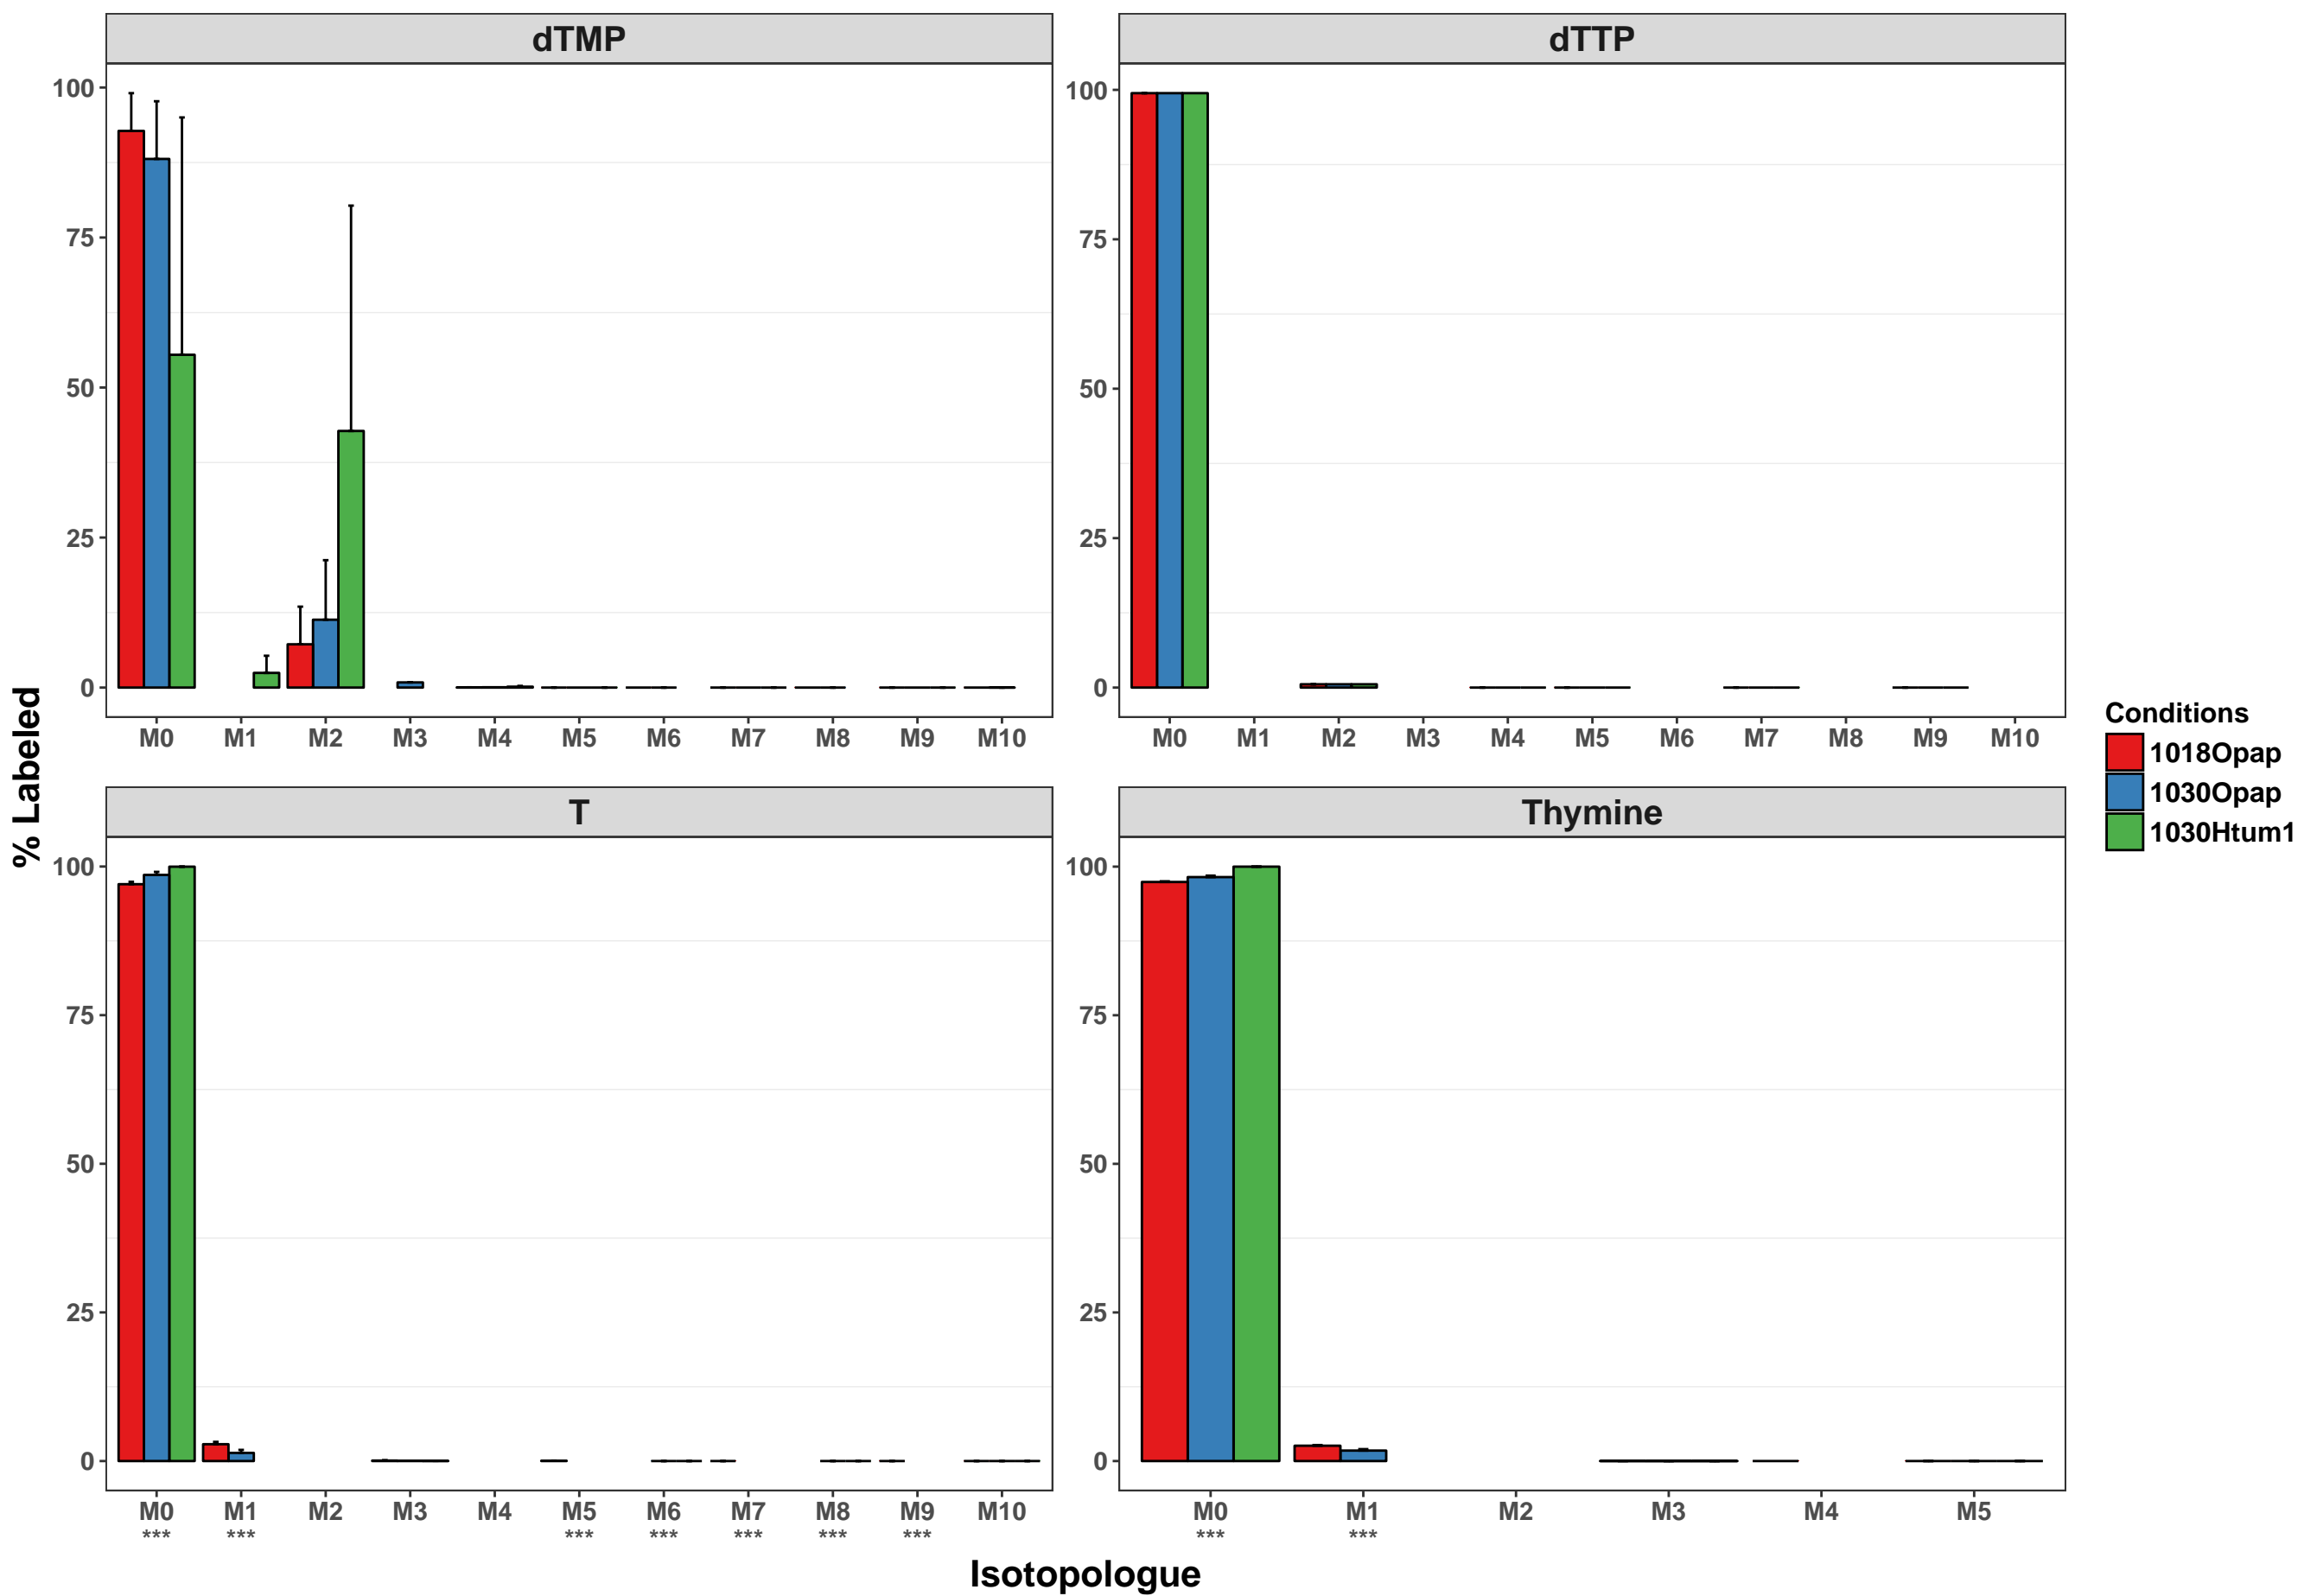 dTMP
dTTP
100
75
50
25
0
M0 M1 M2 M3 M4 M5 M6 M7 M8 M9 M10
100
75
50
25
0
M0 M1 M2 M3 M4 M5 M6 M7 M8 M9 M10
% Labeled
T
Thymine
100
75
50
25
0
M0 M1 M2 M3 M4 M5 M6 M7 M8 M9 M10
*** *** *** *** *** *** ***
100
75
50
25
0
M0 M1 M2 M3 M4 M5
*** ***
Isotopologue
Conditions
1018Opap
1030Opap
1030Htum1